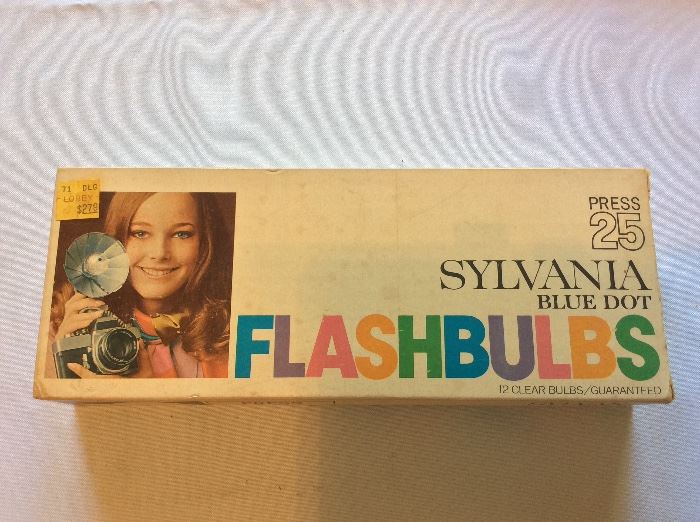 71 DLG
LOBBY
$2.79
PRESS
25
SYLVANIA
BLUE DOT
FLASHBULBS
12 CLEAR BULBS/GUARANTEED